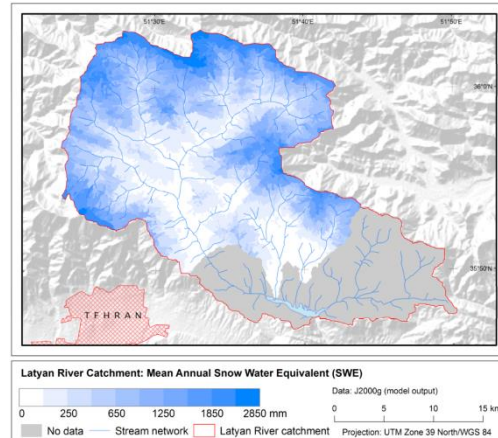 51°30'E 51°40'E 51°50'E
36°0'N
35°50'N
TEHRAN
Latyan River Catchment: Mean Annual Snow Water Equivalent (SWE)
Data: J2000g (model output)
0 250 650 1250 1850 2850 mm
0 5 10 15 km
No data Stream network Latyan River catchment Projection: UTM Zone 39 North/WGS 84